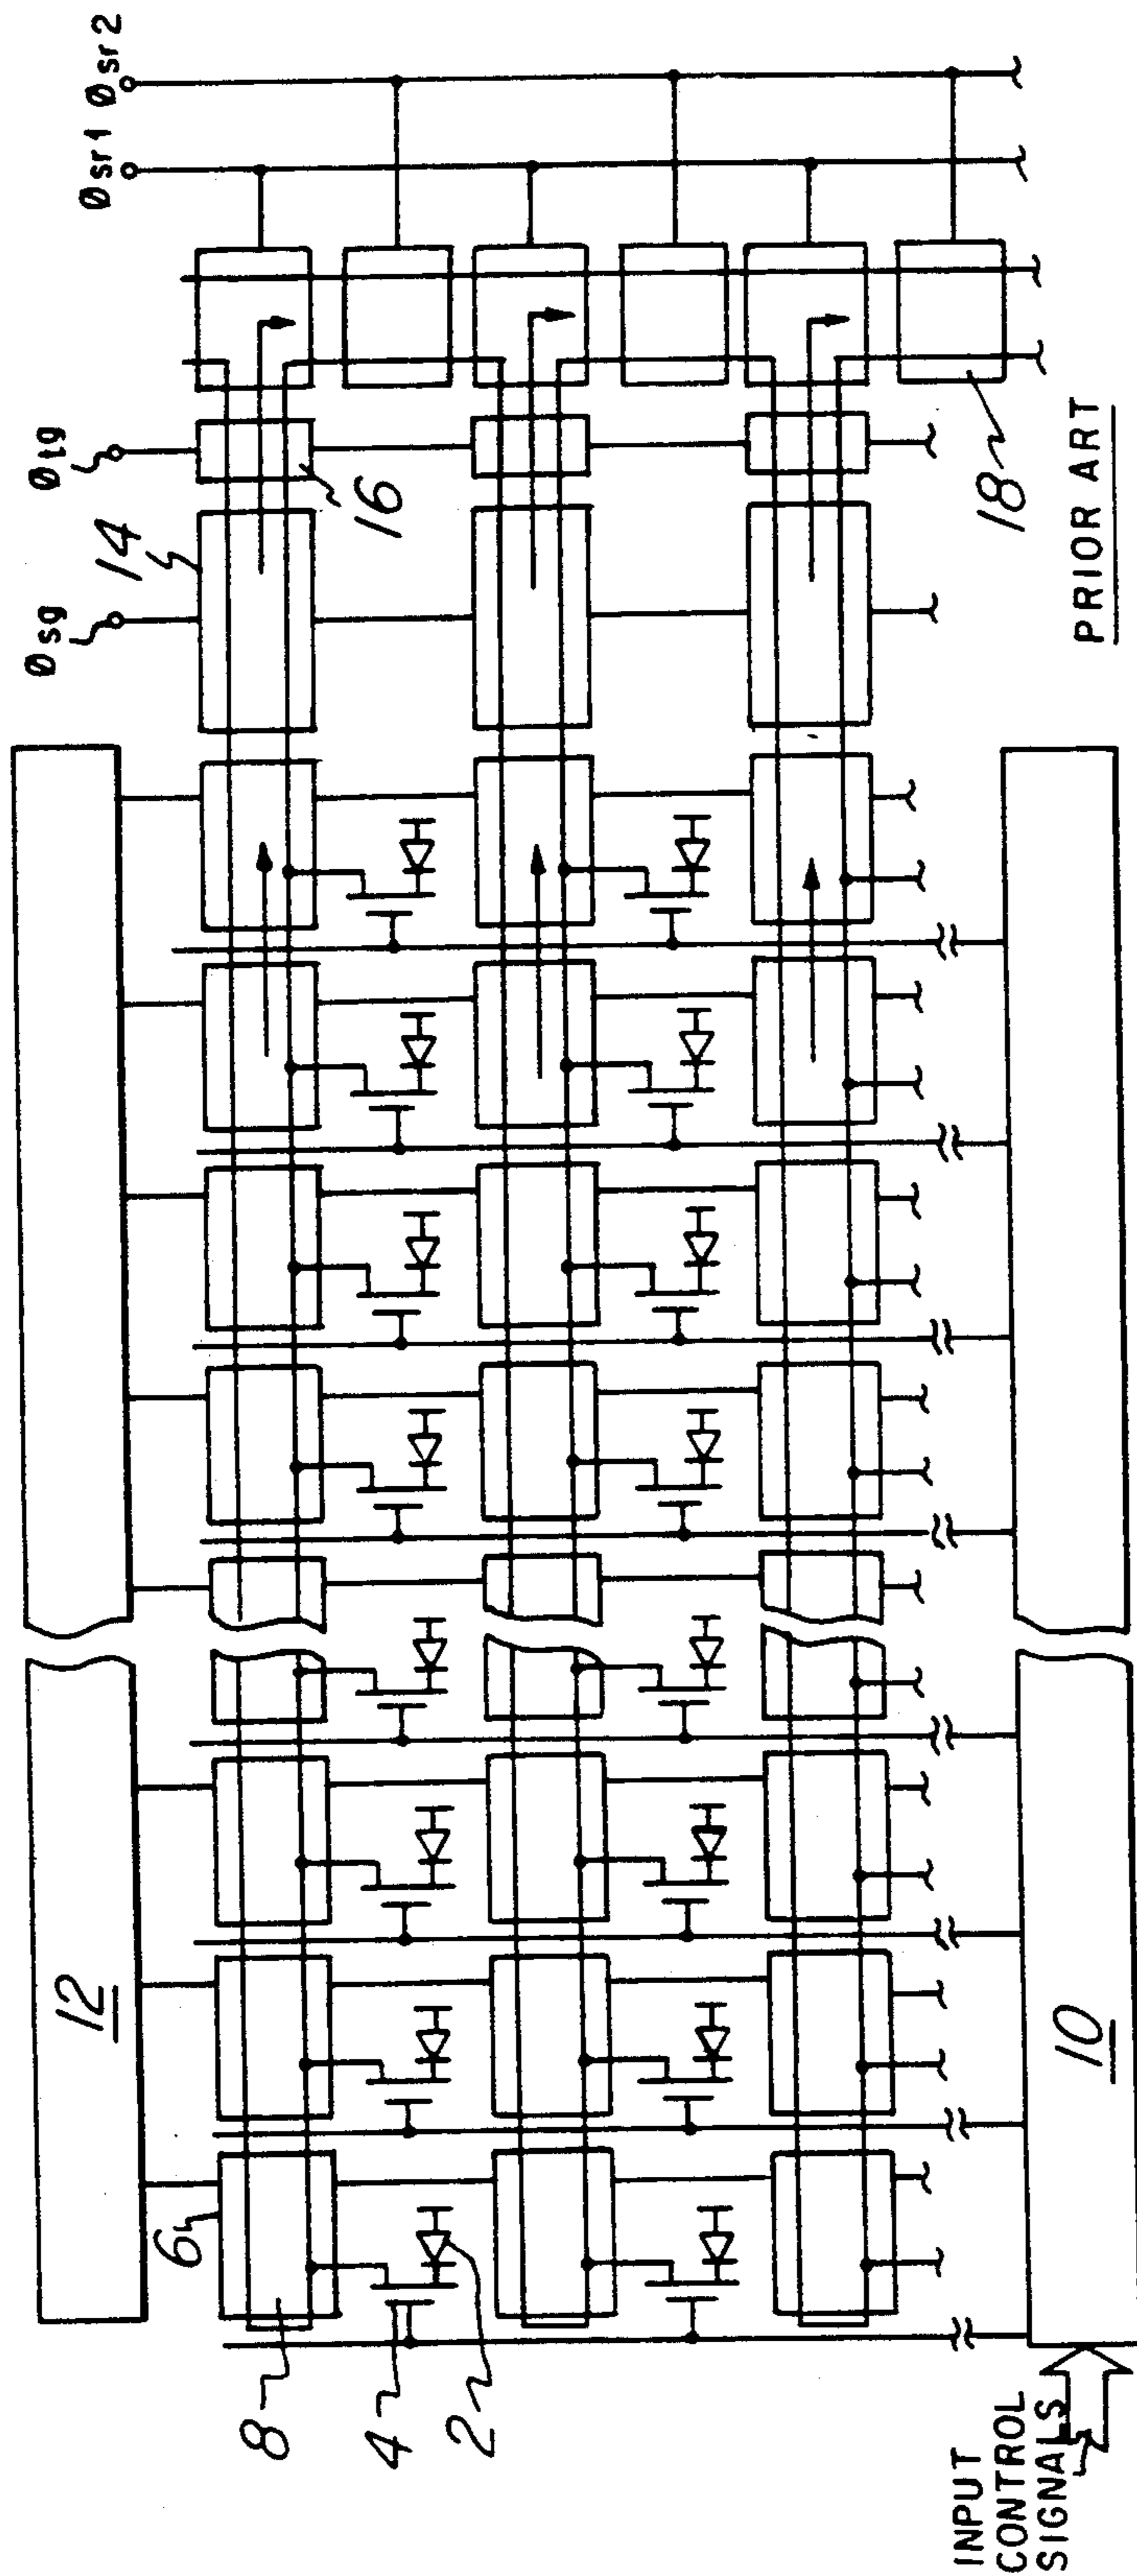 Øsr1 Øsr2
Øtg
Øsg
14
16
18
12
6
8
4
2
10
INPUT
CONTROL
SIGNALS
PRIOR ART